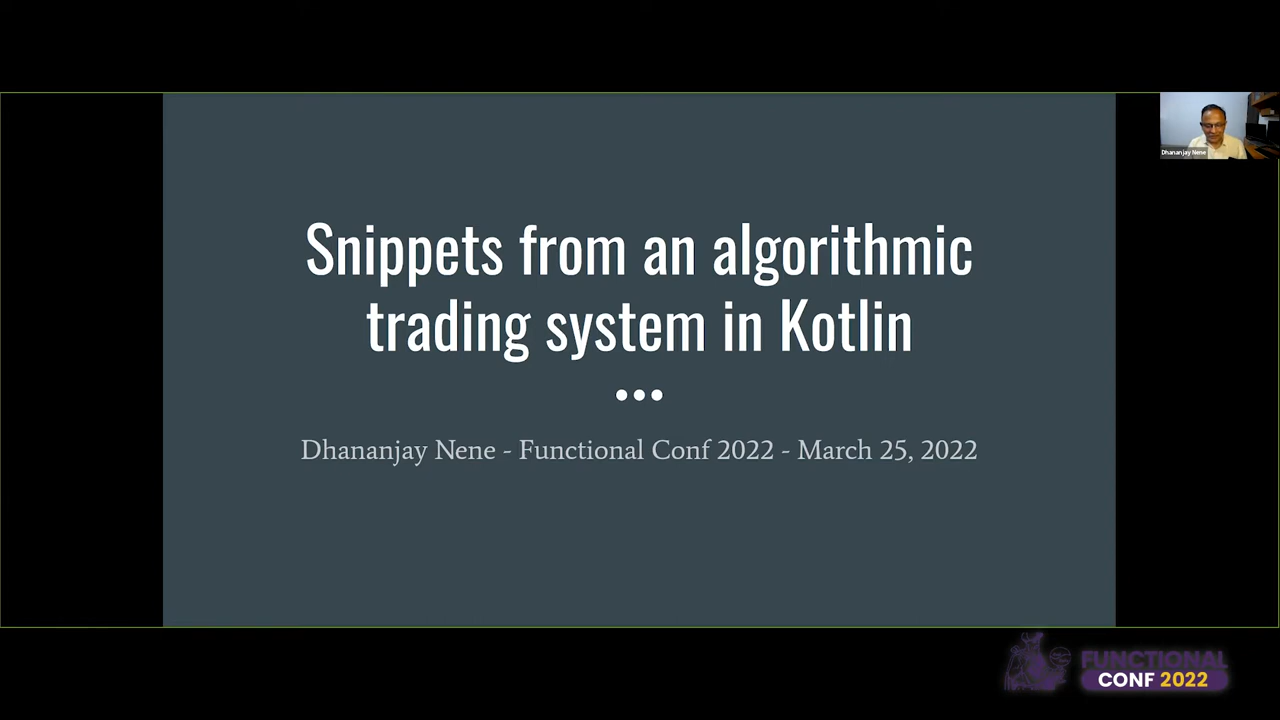 Snippets from an algorithmic
trading system in Kotlin
Dhananjay Nene - Functional Conf 2022 - March 25, 2022
Dhananjay Nene
FUNCTIONAL
CONF 2022